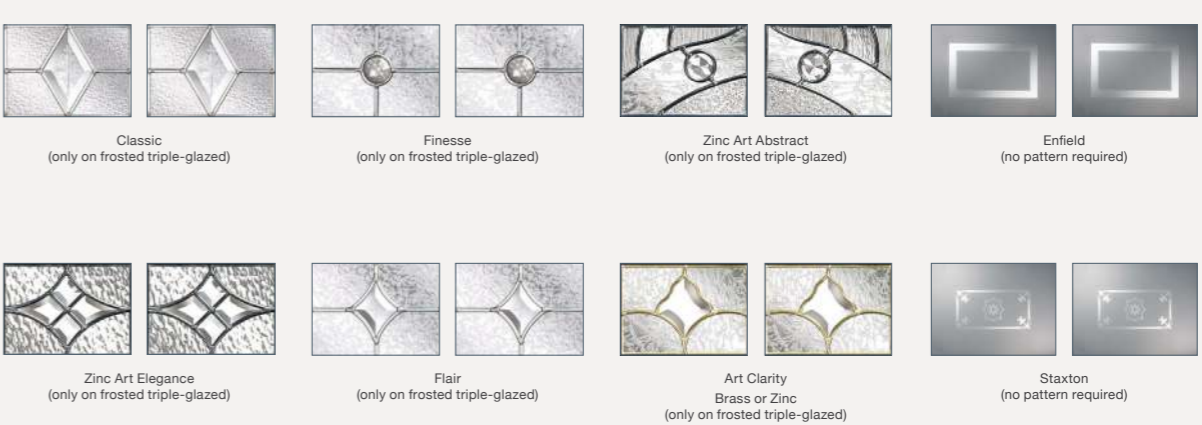 Classic
(only on frosted triple-glazed)
Finesse
(only on frosted triple-glazed)
Zinc Art Abstract
(only on frosted triple-glazed)
Enfield
(no pattern required)
Zinc Art Elegance
(only on frosted triple-glazed)
Flair
(only on frosted triple-glazed)
Art Clarity
Brass or Zinc
(only on frosted triple-glazed)
Staxton
(no pattern required)